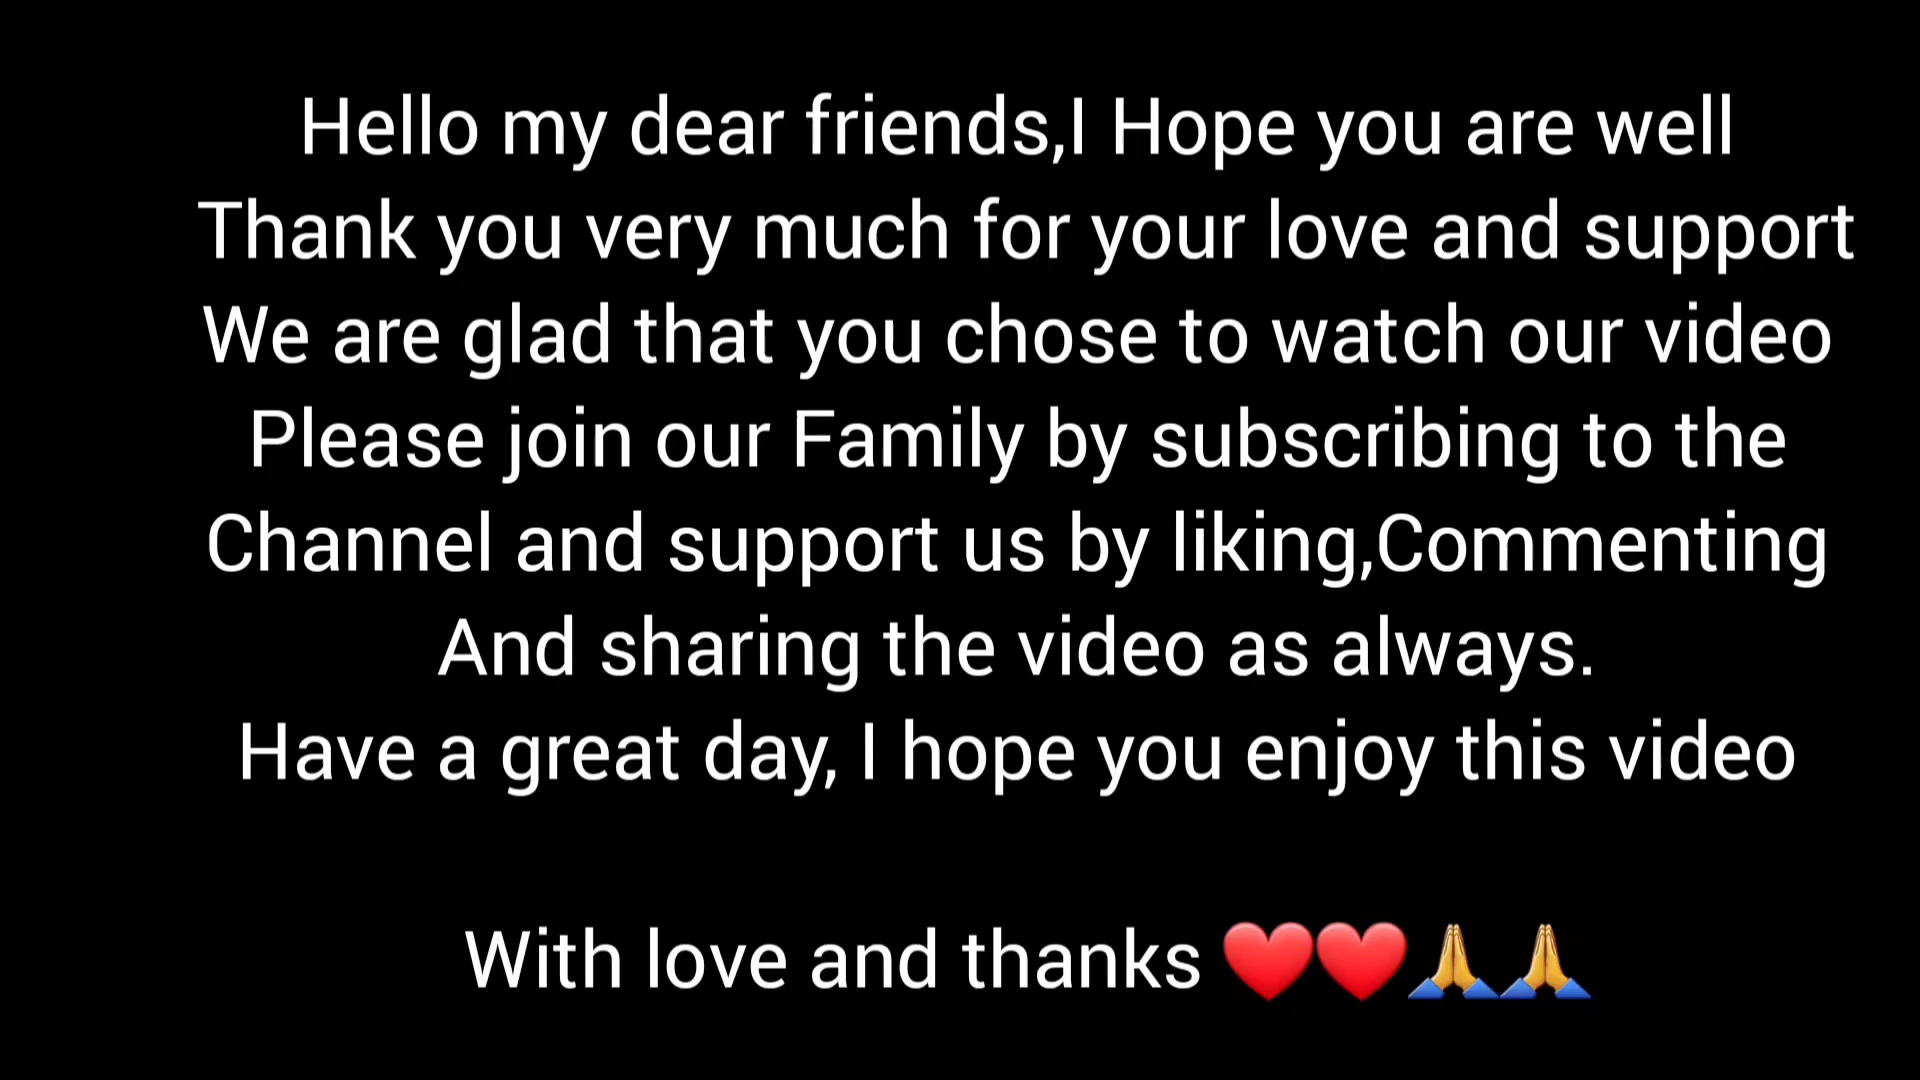 Hello my dear friends,I Hope you are well
Thank you very much for your love and support
We are glad that you chose to watch our video
Please join our Family by subscribing to the
Channel and support us by liking,Commenting
And sharing the video as always.
Have a great day, I hope you enjoy this video
With love and thanks ❤️❤️🙏🙏